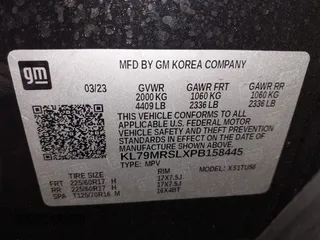 gm
MFD BY GM KOREA COMPANY
03/23 GVWR GAWR FRT GAWR RR
2000 KG 1060 KG 1060 KG
4409 LB 2336 LB 2336 LB
THIS VEHICLE CONFORMS TO ALL
APPLICABLE U.S. FEDERAL MOTOR
VEHICLE SAFETY AND THEFT PREVENTION
STANDARDS IN EFFECT ON THE DATE OF
MANUFACTURE SHOWN ABOVE.
KL79MRSLXPB158445
TYPE: MPV
TIRE SIZE RIM
FRT 225/60R17 H 17X7.5J
RR 225/60R17 H 17X7.5J
SPA T125/70R16 M 16X4BT